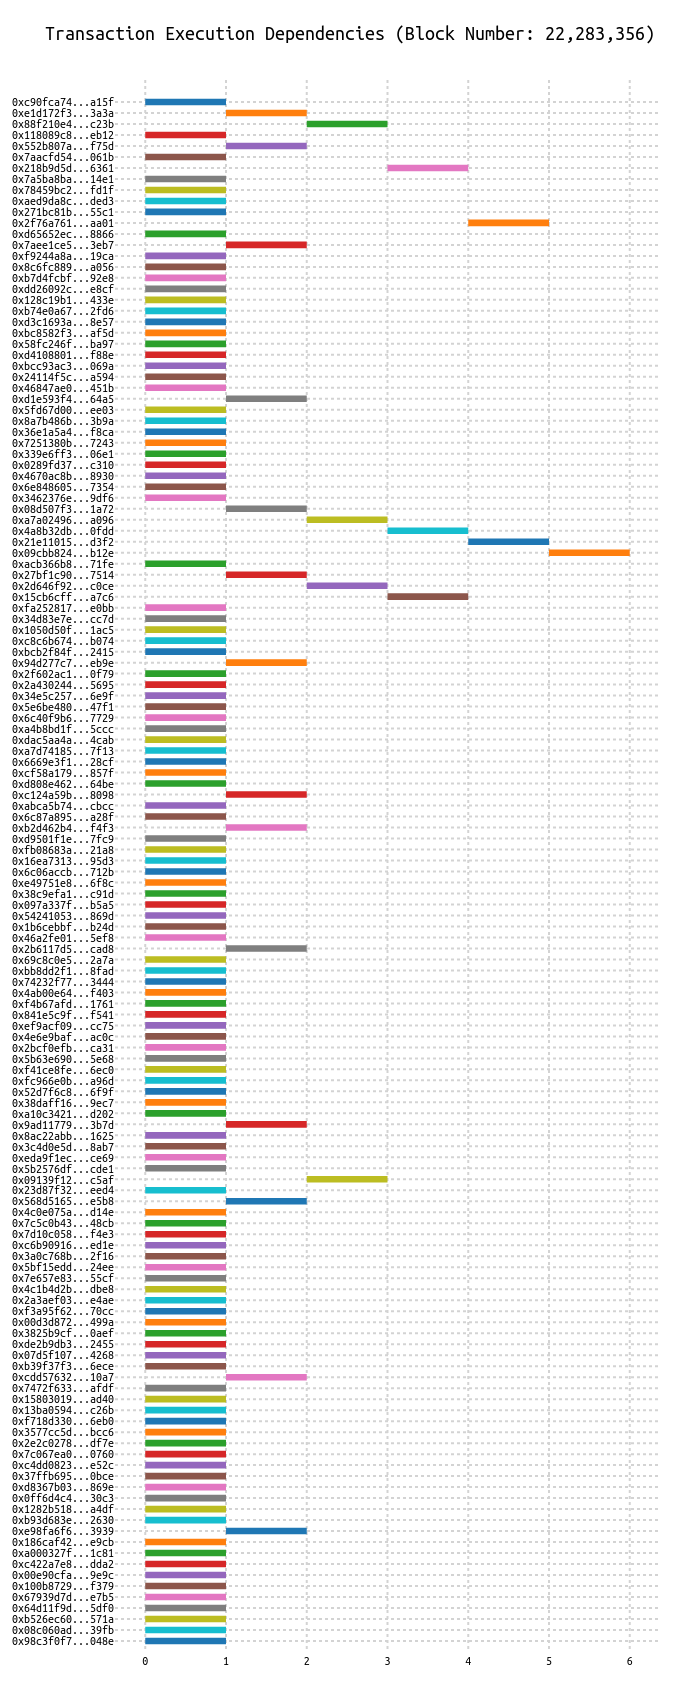 Transaction Execution Dependencies (Block Number: 22,283,356)
0xc90fca74...a15f
0xe1d172f3...3a3a
0x88f210e4...c23b
0x118089c8...eb12
0x552b807a...f75d
0x7aacfd54...061b
0x218b9d5d...6361
0x7a5ba8ba...14e1
0x78459bc2...fd1f
0xaed9da8c...ded3
0x271bc81b...55c1
0x2f76a761...aa01
0xd65652ec...8866
0x7aee1ce5...3eb7
0xf9244a8a...19ca
0x8c6fc889...a056
0xb7d4fcbf...92e8
0xdd26092c...e8cf
0x128c19b1...433e
0xb74e0a67...2fd6
0xd3c1693a...8e57
0xbc8582f3...af5d
0x58fc246f...ba97
0xd4108801...f88e
0xbcc93ac3...069a
0x24114f5c...a594
0x46847ae0...451b
0xd1e593f4...64a5
0x5fd67d00...ee03
0x8a7b486b...3b9a
0x36e1a5a4...f8ca
0x7251380b...7243
0x339e6ff3...06e1
0x0289fd37...c310
0x4670ac8b...8930
0x6e848605...7354
0x3462376e...9df6
0x08d507f3...1a72
0xa7a02496...a096
0x4a8b32db...0fdd
0x21e11015...d3f2
0x09cbb824...b12e
0xacb366b8...71fe
0x27bf1c90...7514
0x2d646f92...c0ce
0x15cb6cff...a7c6
0xfa252817...e0bb
0x34d83e7e...cc7d
0x1050d50f...1ac5
0xc8c6b674...b074
0xbcb2f84f...2415
0x94d277c7...eb9e
0x2f602ac1...0f79
0x2a430244...5695
0x34e5c257...6e9f
0x5e6be480...47f1
0x6c40f9b6...7729
0xa4b8bd1f...5ccc
0xdac5aa4a...4cab
0xa7d74185...7f13
0x6669e3f1...28cf
0xcf58a179...857f
0xd808e462...64be
0xc124a59b...8098
0xabca5b74...cbcc
0x6c87a895...a28f
0xb2d462b4...f4f3
0xd9501f1e...7fc9
0xfb08683a...21a8
0x16ea7313...95d3
0x6c06accb...712b
0xe49751e8...6f8c
0x38c9efa1...c91d
0x097a337f...b5a5
0x54241053...869d
0x1b6cebbf...b24d
0x46a2fe01...5ef8
0x2b6117d5...cad8
0x69c8c0e5...2a7a
0xbb8dd2f1...8fad
0x74232f77...3444
0x4ab00e64...f403
0xf4b67afd...1761
0x841e5c9f...f541
0xef9acf09...cc75
0x4e6e9baf...ac0c
0x2bcf0efb...ca31
0x5b63e690...5e68
0xf41ce8fe...6ec0
0xfc966e0b...a96d
0x52d7f6c8...6f9f
0x38daff16...9ec7
0xa10c3421...d202
0x9ad11779...3b7d
0x8ac22abb...1625
0x3c4d0e5d...8ab7
0xeda9f1ec...ce69
0x5b2576df...cde1
0x09139f12...c5af
0x23d87f32...eed4
0x568d5165...e5b8
0x4c0e075a...d14e
0x7c5c0b43...48cb
0x7d10c058...f4e3
0xc6b90916...ed1e
0x3a0c768b...2f16
0x5bf15edd...24ee
0x7e657e83...55cf
0x4c1b4d2b...dbe8
0x2a3aef03...e4ae
0xf3a95f62...70cc
0x00d3d872...499a
0x3825b9cf...0aef
0xde2b9db3...2455
0x07d5f107...4268
0xb39f37f3...6ece
0xcdd57632...10a7
0x7472f633...afdf
0x15803019...ad40
0x13ba0594...c26b
0xf718d330...6eb0
0x3577cc5d...bcc6
0x2e2c0278...df7e
0x7c067ea0...0760
0xc4dd0823...e52c
0x37ffb695...0bce
0xd8367b03...869e
0x0ff6d4c4...30c3
0x1282b518...a4df
0xb93d683e...2630
0xe98fa6f6...3939
0x186caf42...e9cb
0xa000327f...1c81
0xc422a7e8...dda2
0x00e90cfa...9e9c
0x100b8729...f379
0x67939d7d...e7b5
0x64d11f9d...5df0
0xb526ec60...571a
0x08c060ad...39fb
0x98c3f0f7...048e
0 1 2 3 4 5 6